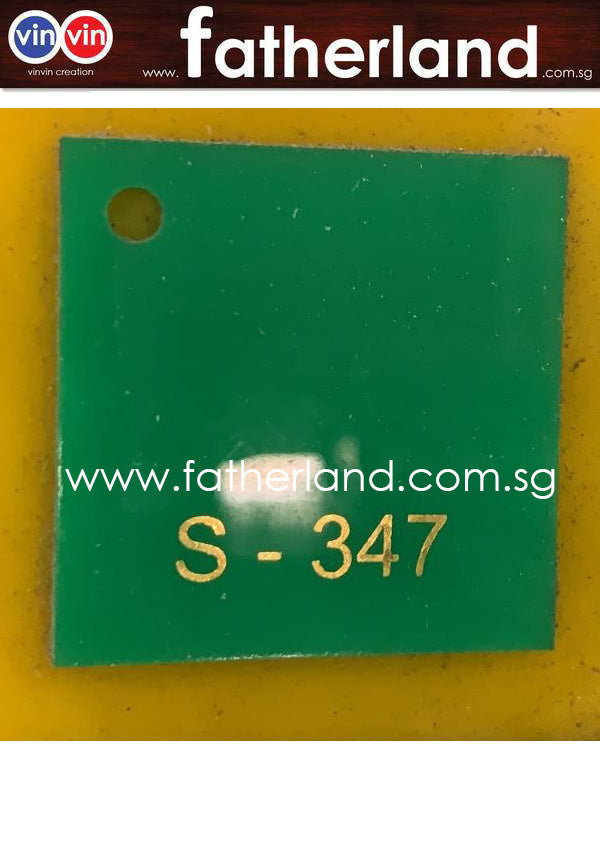 vin vin
vinvin creation
www.fatherland.com.sg
www.fatherland.com.sg
S - 347